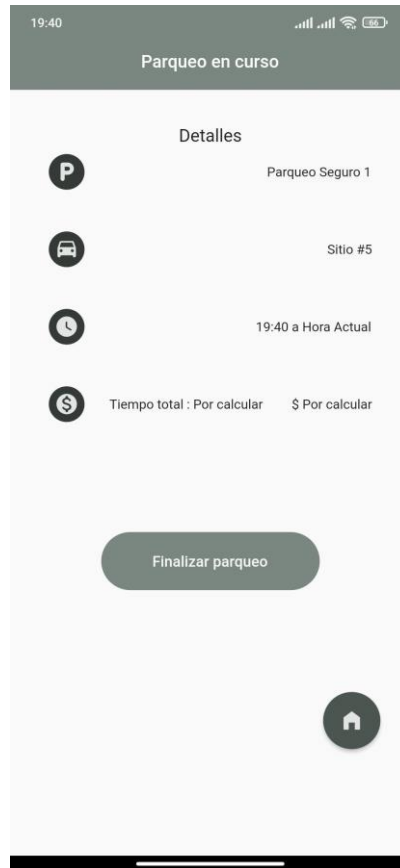 19:40
66
Parqueo en curso
Detalles
P
Parqueo Seguro 1
Sitio #5
19:40 a Hora Actual
$
Tiempo total : Por calcular $ Por calcular
Finalizar parqueo